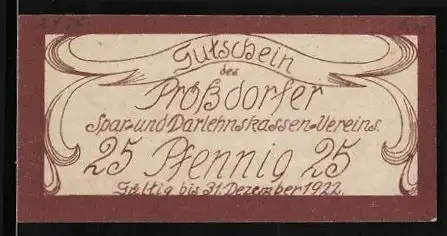 Gutschein
des
Proßdorfer
Spar- und Darlehnskassen-Vereins.
25 Pfennig 25
Gültig bis 31. Dezember 1922.